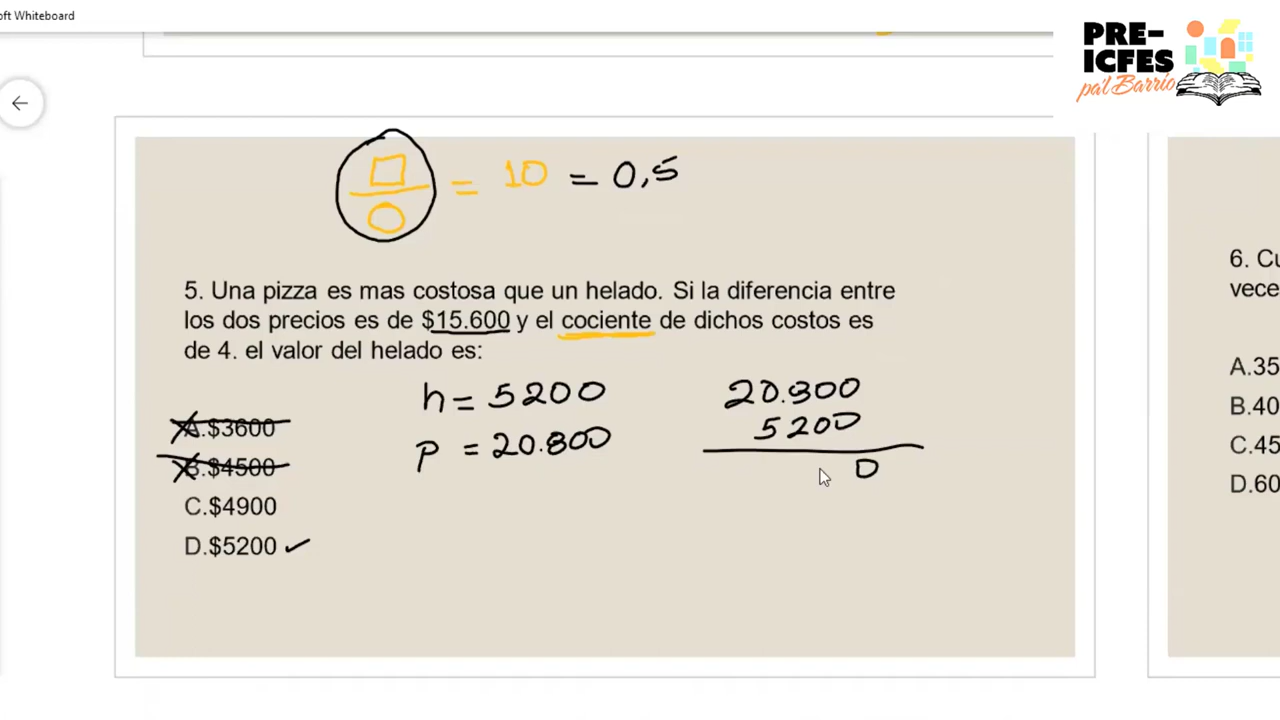 oft Whiteboard
PRE-
ICFES
pa'l Barrio
□/○ = 10 = 0,5
5. Una pizza es mas costosa que un helado. Si la diferencia entre
los dos precios es de $15.600 y el cociente de dichos costos es
de 4. el valor del helado es:
A.$3600
B.$4500
C.$4900
D.$5200
h = 5200
p = 20.800
20.800
5200
0
6. Cu
vece
A.35
B.40
C.45
D.60